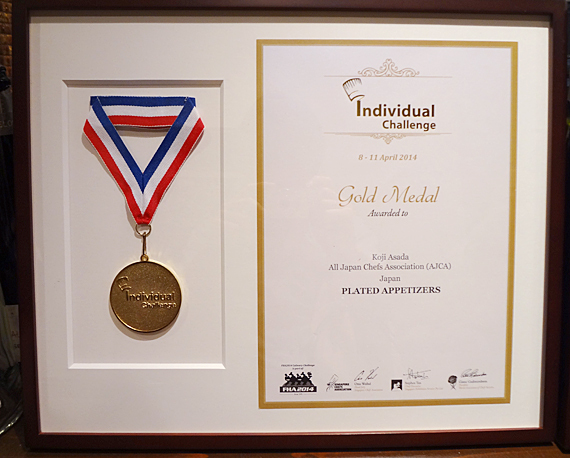 Individual
Challenge
Individual
Challenge
8 - 11 April 2014
Gold Medal
Awarded to
Koji Asada
All Japan Chefs Association (AJCA)
Japan
PLATED APPETIZERS
FHA2014